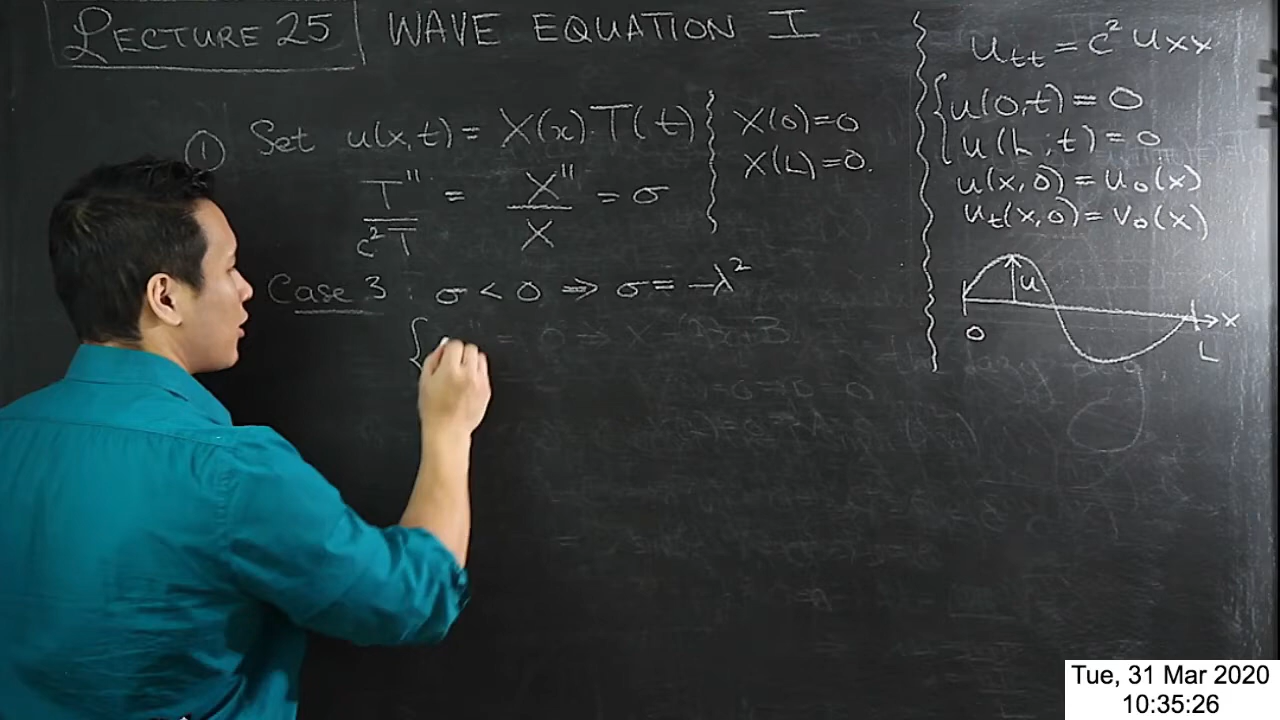 LECTURE 25 WAVE EQUATION I
① Set u(x,t) = X(x).T(t)
X(0)=0
X(L)=0.
T''/c²T = X''/X = σ
Case 3: σ < 0 ⇒ σ = -λ²
{
u_tt = c² u_xx
{ u(0,t) = 0
u(L,t) = 0
u(x,0) = u₀(x)
u_t(x,0) = v₀(x)
u
0 L x
Tue, 31 Mar 2020
10:35:26